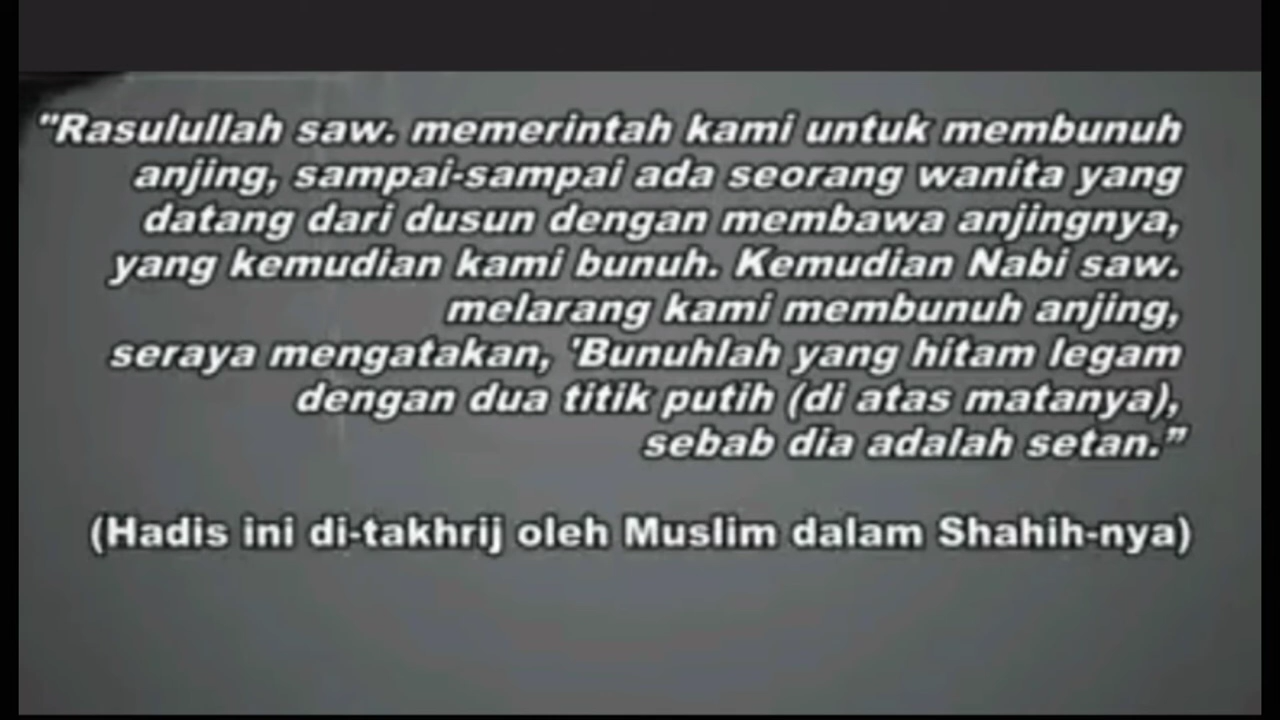 "Rasulullah saw. memerintah kami untuk membunuh
anjing, sampai-sampai ada seorang wanita yang
datang dari dusun dengan membawa anjingnya,
yang kemudian kami bunuh. Kemudian Nabi saw.
melarang kami membunuh anjing,
seraya mengatakan, 'Bunuhlah yang hitam legam
dengan dua titik putih (di atas matanya),
sebab dia adalah setan.”
(Hadis ini di-takhrij oleh Muslim dalam Shahih-nya)